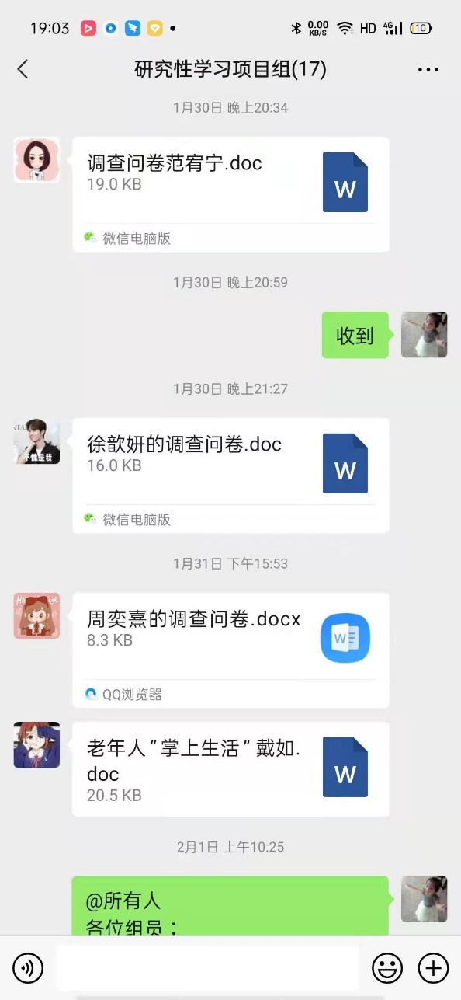 19:03
0.00 KB/S
HD
4G
10
研究性学习项目组(17)
1月30日 晚上20:34
调查问卷范宥宁.doc
19.0 KB
W
微信电脑版
1月30日 晚上20:59
收到
1月30日 晚上21:27
不愧是我
徐歆妍的调查问卷.doc
16.0 KB
W
微信电脑版
1月31日 下午15:53
周奕熹的调查问卷.docx
8.3 KB
W
QQ浏览器
老年人“掌上生活”戴如.
doc
20.5 KB
W
2月1日 上午10:25
@所有人
各位组员：